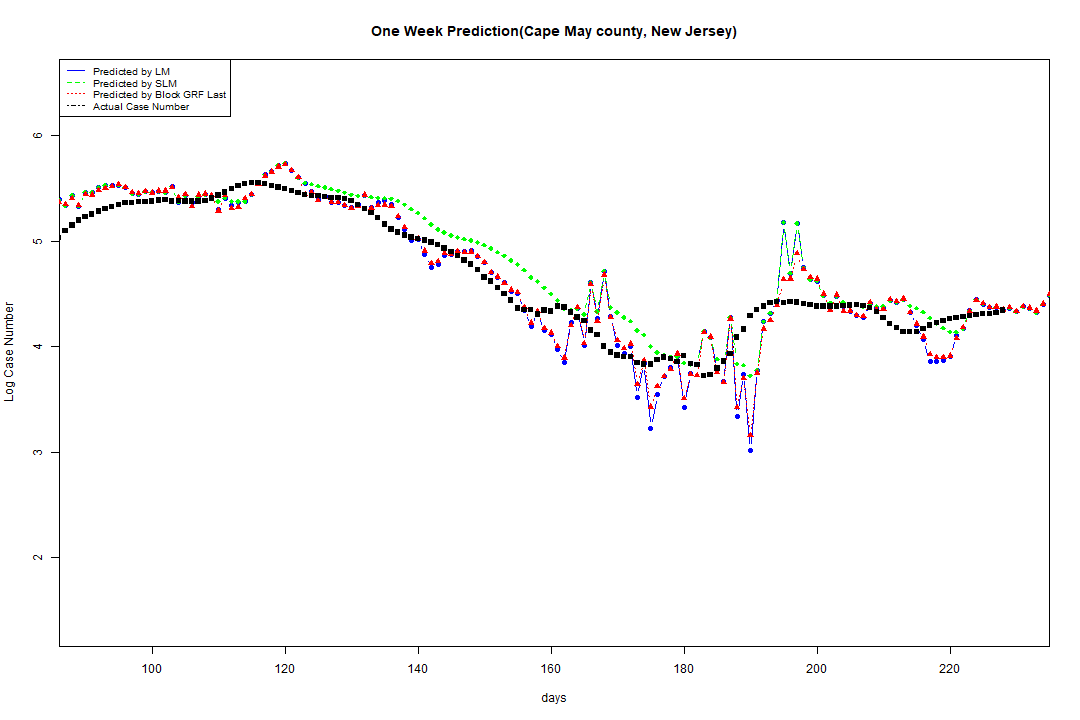 One Week Prediction(Cape May county, New Jersey)
Predicted by LM
Predicted by SLM
Predicted by Block GRF Last
Actual Case Number
6
5
4
3
2
Log Case Number
100 120 140 160 180 200 220
days